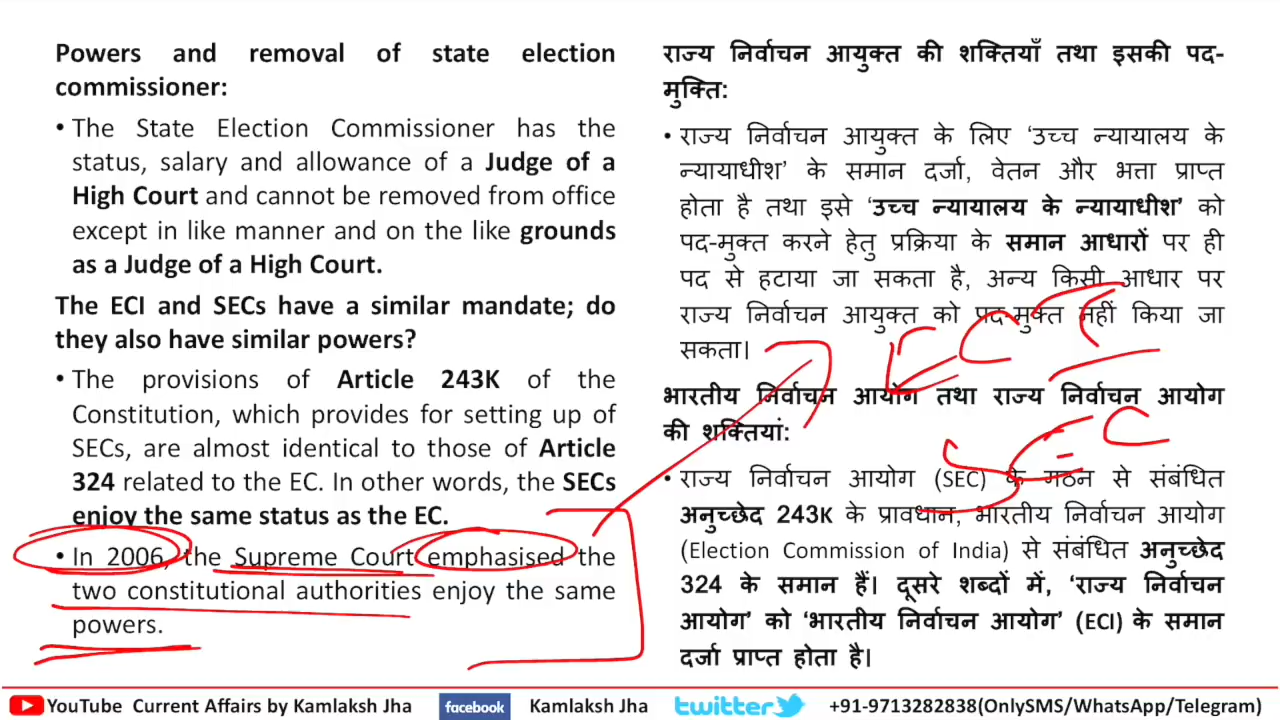 Powers and removal of state election
commissioner:
• The State Election Commissioner has the
status, salary and allowance of a Judge of a
High Court and cannot be removed from office
except in like manner and on the like grounds
as a Judge of a High Court.
The ECI and SECs have a similar mandate; do
they also have similar powers?
• The provisions of Article 243K of the
Constitution, which provides for setting up of
SECs, are almost identical to those of Article
324 related to the EC. In other words, the SECs
enjoy the same status as the EC.
• In 2006, the Supreme Court emphasised the
two constitutional authorities enjoy the same
powers.
राज्य निर्वाचन आयुक्त की शक्तियाँ तथा इसकी पद-
मुक्ति:
• राज्य निर्वाचन आयुक्त के लिए ‘उच्च न्यायालय के
न्यायाधीश’ के समान दर्जा, वेतन और भत्ता प्राप्त
होता है तथा इसे ‘उच्च न्यायालय के न्यायाधीश’ को
पद-मुक्त करने हेतु प्रक्रिया के समान आधारों पर ही
पद से हटाया जा सकता है, अन्य किसी आधार पर
राज्य निर्वाचन आयुक्त को पद-मुक्त नहीं किया जा
सकता।
ECI
भारतीय निर्वाचन आयोग तथा राज्य निर्वाचन आयोग
की शक्तियां:
SEC
• राज्य निर्वाचन आयोग (SEC) के गठन से संबंधित
अनुच्छेद 243K के प्रावधान, भारतीय निर्वाचन आयोग
(Election Commission of India) से संबंधित अनुच्छेद
324 के समान हैं। दूसरे शब्दों में, ‘राज्य निर्वाचन
आयोग’ को ‘भारतीय निर्वाचन आयोग’ (ECI) के समान
दर्जा प्राप्त होता है।
YouTube Current Affairs by Kamlaksh Jha facebook Kamlaksh Jha twitter +91-9713282838(OnlySMS/WhatsApp/Telegram)